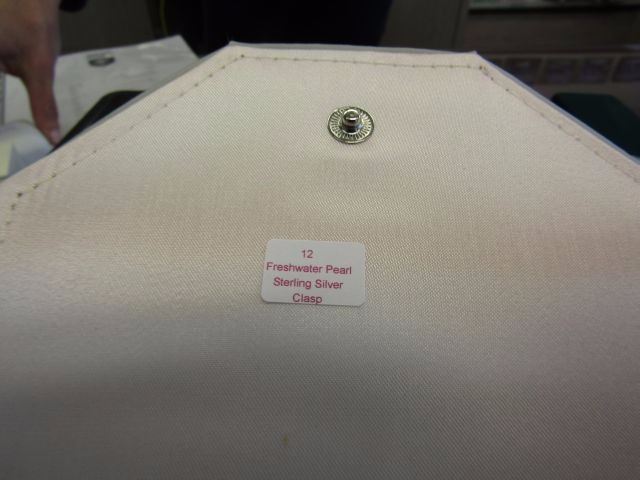 12
Freshwater Pearl
Sterling Silver
Clasp